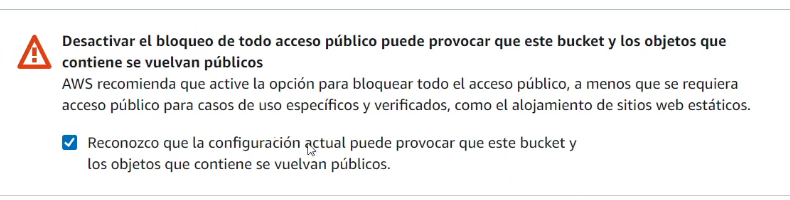 Desactivar el bloqueo de todo acceso público puede provocar que este bucket y los objetos que
contiene se vuelvan públicos
AWS recomienda que active la opción para bloquear todo el acceso público, a menos que se requiera
acceso público para casos de uso específicos y verificados, como el alojamiento de sitios web estáticos.
Reconozco que la configuración actual puede provocar que este bucket y
los objetos que contiene se vuelvan públicos.